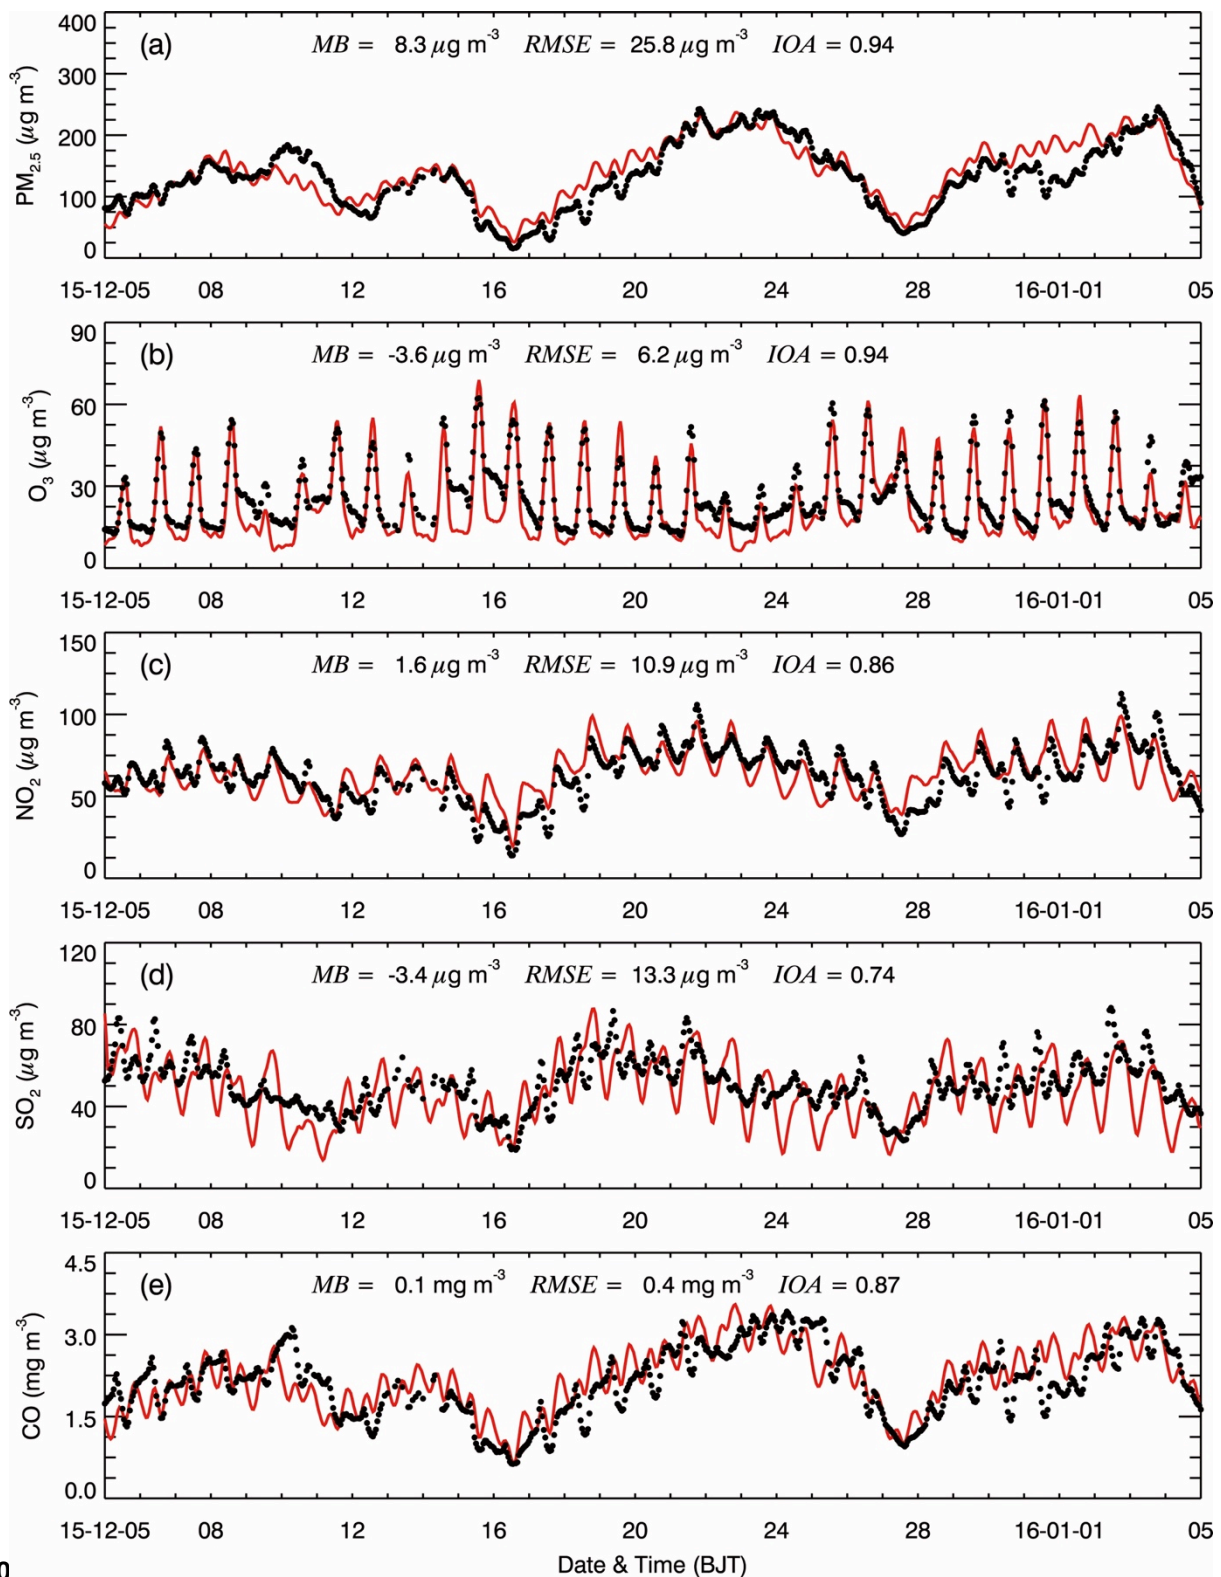 400
(a) MB = 8.3 μg m⁻³ RMSE = 25.8 μg m⁻³ IOA = 0.94
300
200
100
0
PM₂.₅ (μg m⁻³)
15-12-05 08 12 16 20 24 28 16-01-01 05
90
(b) MB = -3.6 μg m⁻³ RMSE = 6.2 μg m⁻³ IOA = 0.94
60
30
0
O₃ (μg m⁻³)
15-12-05 08 12 16 20 24 28 16-01-01 05
150
(c) MB = 1.6 μg m⁻³ RMSE = 10.9 μg m⁻³ IOA = 0.86
100
50
0
NO₂ (μg m⁻³)
15-12-05 08 12 16 20 24 28 16-01-01 05
120
(d) MB = -3.4 μg m⁻³ RMSE = 13.3 μg m⁻³ IOA = 0.74
80
40
0
SO₂ (μg m⁻³)
15-12-05 08 12 16 20 24 28 16-01-01 05
4.5
(e) MB = 0.1 mg m⁻³ RMSE = 0.4 mg m⁻³ IOA = 0.87
3.0
1.5
0.0
CO (mg m⁻³)
15-12-05 08 12 16 20 24 28 16-01-01 05
Date & Time (BJT)